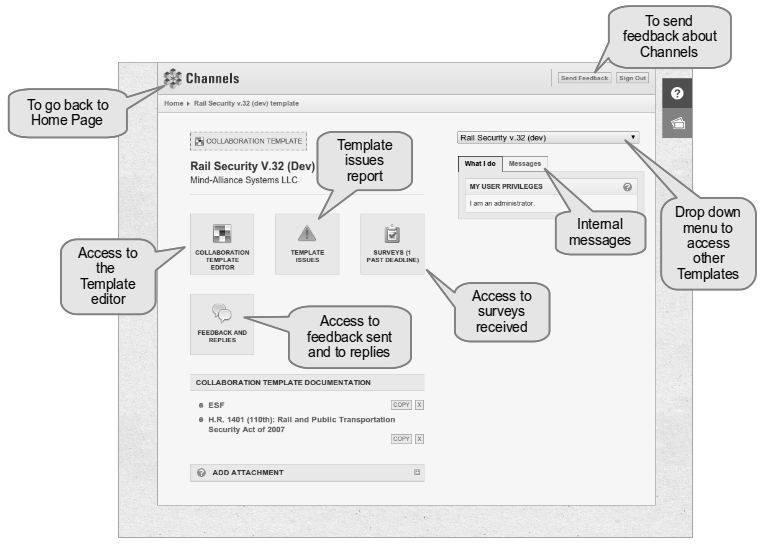 To send
feedback about
Channels
Channels
Send Feedback
Sign Out
?
To go back to
Home Page
Home
Rail Security v.32 (dev) template
COLLABORATION TEMPLATE
Rail Security V.32 (Dev)
Mind-Alliance Systems LLC
Template
issues
report
Rail Security v.32 (dev)
What I do
Messages
MY USER PRIVILEGES
?
I am an administrator.
Internal
messages
Drop down
menu to
access
other
Templates
Access to
the
Template
editor
COLLABORATION
TEMPLATE
EDITOR
TEMPLATE
ISSUES
SURVEYS (1
PAST DEADLINE)
Access to
surveys
received
FEEDBACK AND
REPLIES
Access to
feedback sent
and to replies
COLLABORATION TEMPLATE DOCUMENTATION
ESF
COPY X
H.R. 1401 (110th): Rail and Public Transportation
Security Act of 2007
COPY X
? ADD ATTACHMENT